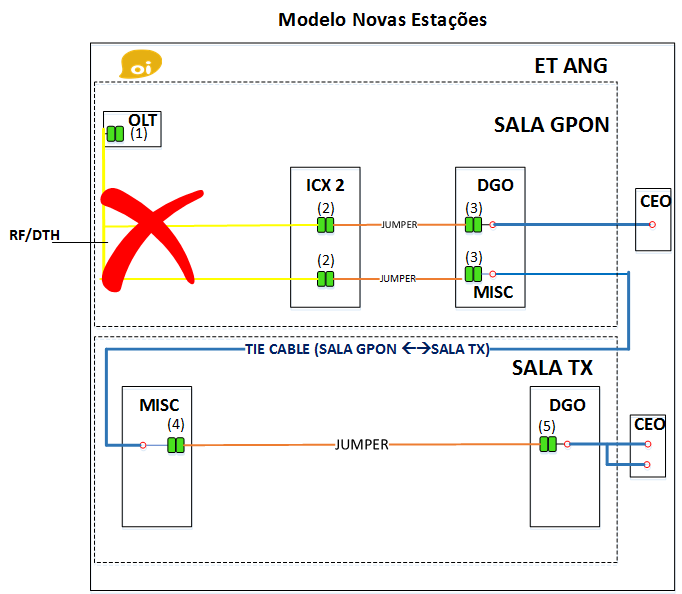 Modelo Novas Estações
oi
ET ANG
SALA GPON
OLT
(1)
ICX 2
DGO
CEO
(2)
(3)
JUMPER
RF/DTH
(2)
(3)
JUMPER
MISC
TIE CABLE (SALA GPON ←→SALA TX)
SALA TX
MISC
DGO
CEO
(4)
(5)
JUMPER